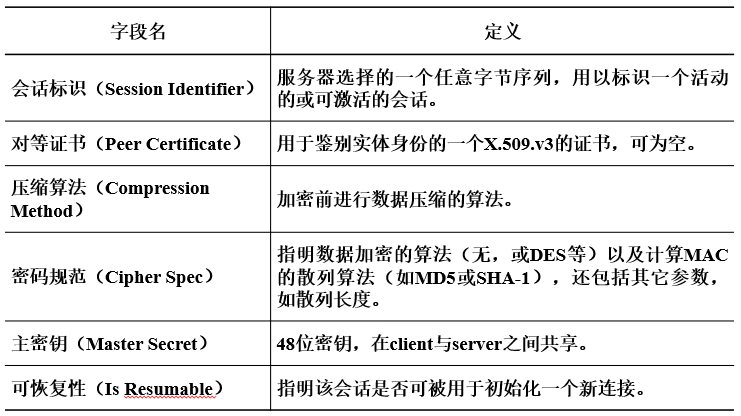 字段名 定义
会话标识（Session Identifier） 服务器选择的一个任意字节序列，用以标识一个活动
的或可激活的会话。
对等证书（Peer Certificate） 用于鉴别实体身份的一个X.509.v3的证书，可为空。
压缩算法（Compression
Method） 加密前进行数据压缩的算法。
密码规范（Cipher Spec） 指明数据加密的算法（无，或DES等）以及计算MAC
的散列算法（如MD5或SHA-1），还包括其它参数，
如散列长度。
主密钥（Master Secret） 48位密钥，在client与server之间共享。
可恢复性（Is Resumable） 指明该会话是否可被用于初始化一个新连接。